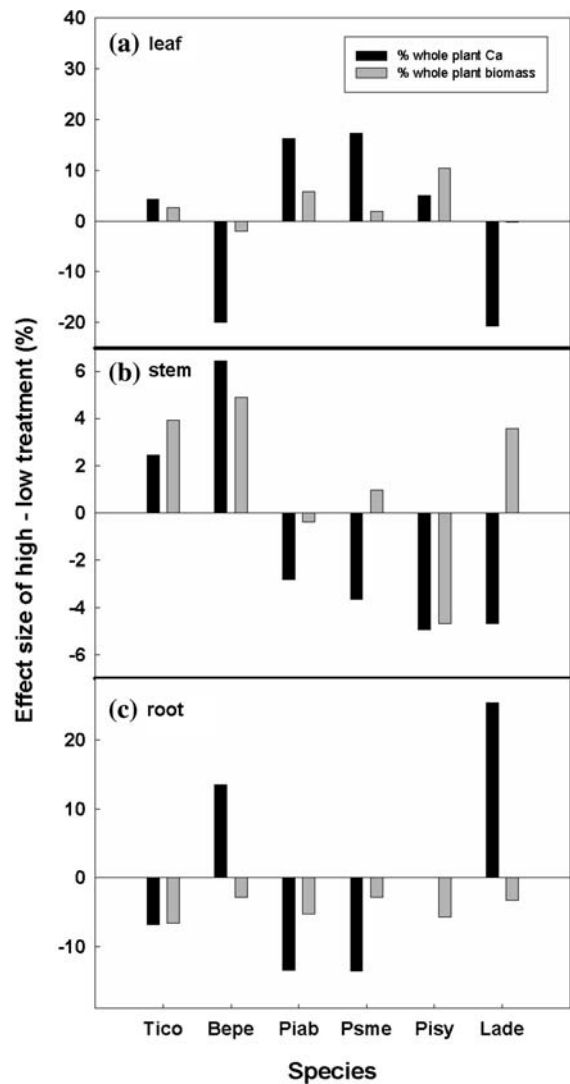 (a) leaf
% whole plant Ca
% whole plant biomass
40
30
20
10
0
-10
-20
(b) stem
6
4
2
0
-2
-4
-6
(c) root
20
10
0
-10
Effect size of high - low treatment (%)
Tico Bepe Piab Psme Pisy Lade
Species